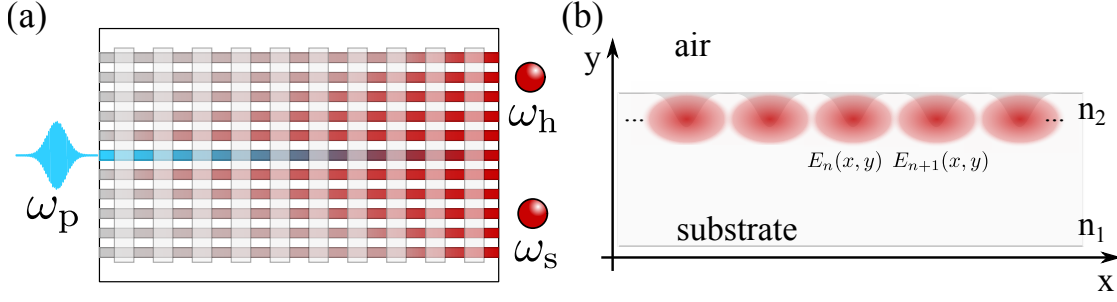 (a)
ω_p
ω_h
ω_s
(b)
y
air
n_2
...
...
E_n(x, y) E_{n+1}(x, y)
substrate
n_1
x